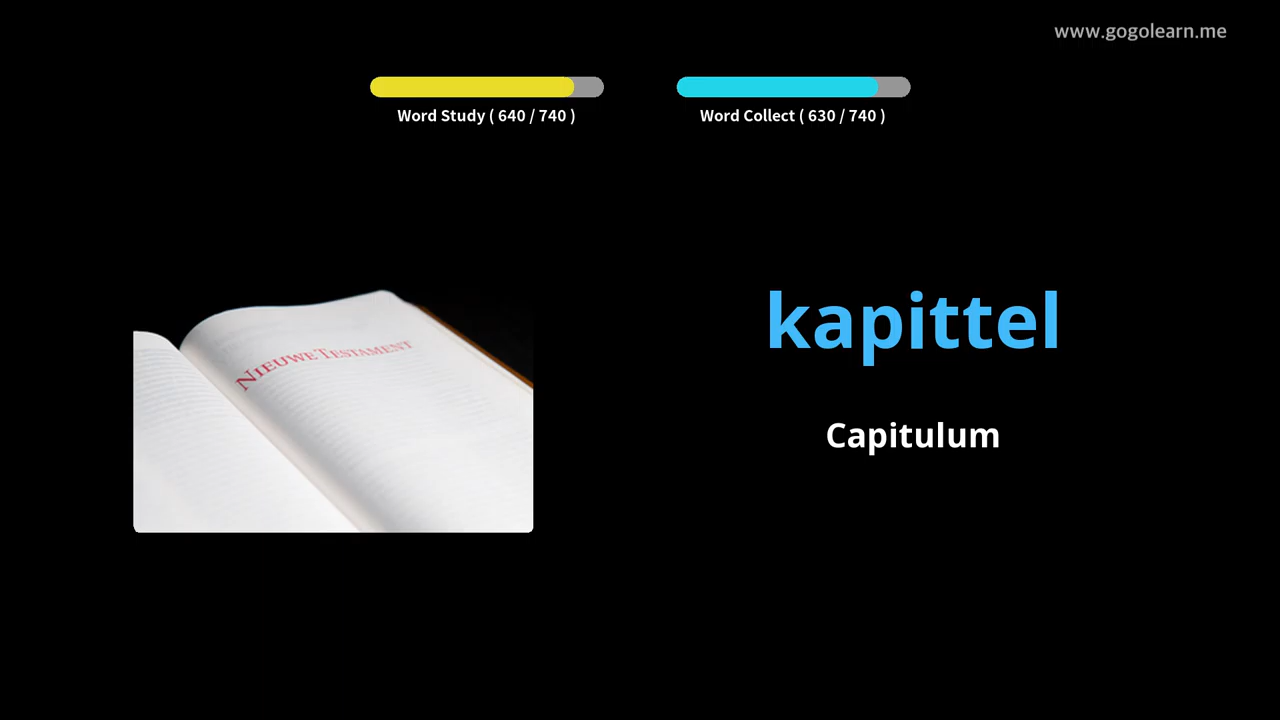 www.gogolearn.me
Word Study ( 640 / 740 )
Word Collect ( 630 / 740 )
NIEUWE TESTAMENT
kapittel
Capitulum